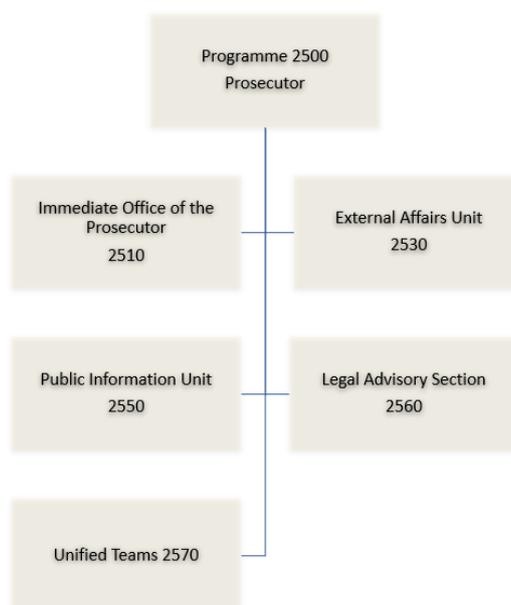 Programme 2500
Prosecutor
Immediate Office of the
Prosecutor
2510
External Affairs Unit
2530
Public Information Unit
2550
Legal Advisory Section
2560
Unified Teams 2570